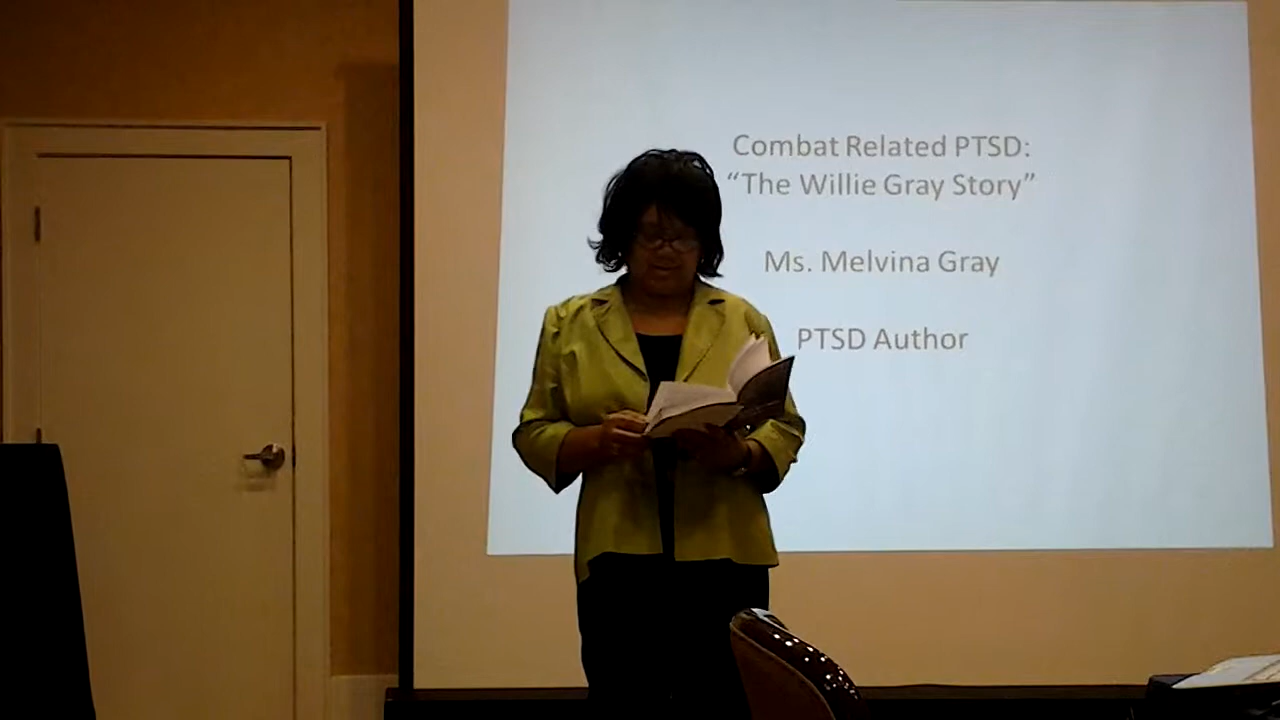 Combat Related PTSD:
“The Willie Gray Story”
Ms. Melvina Gray
PTSD Author